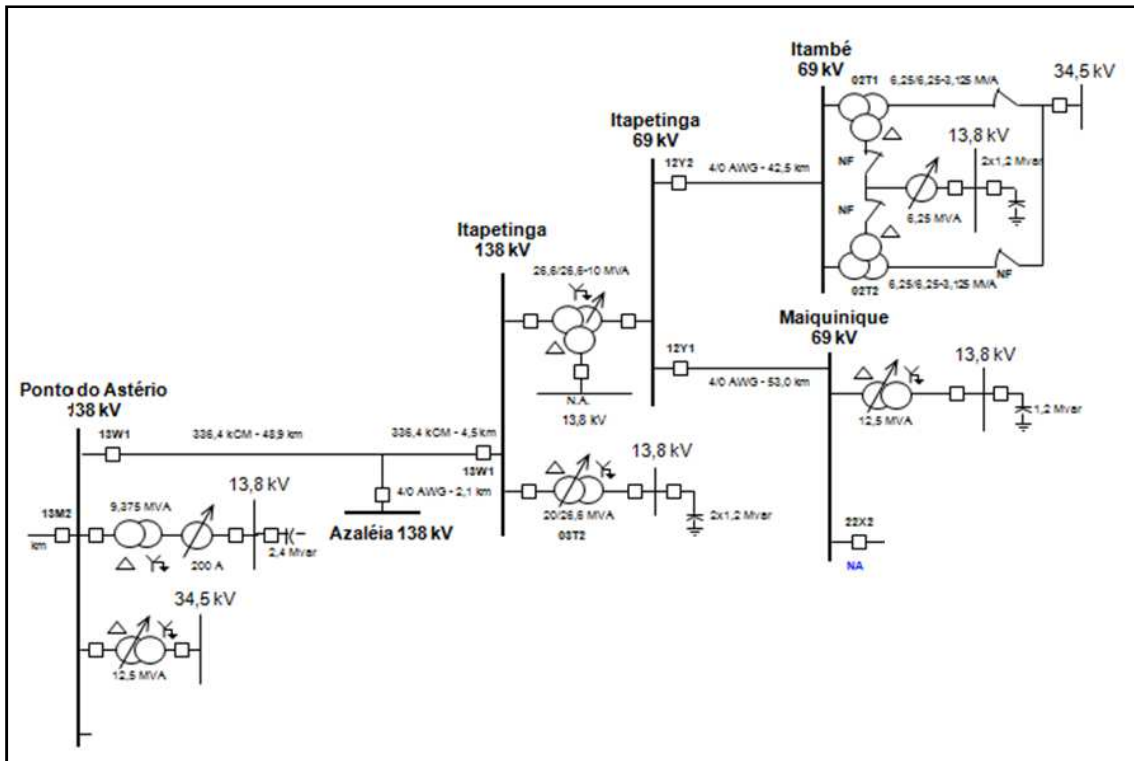 Itambé
69 kV
02T1
6,25/6,25-3,125 MVA
34,5 kV
Itapetinga
69 kV
13,8 kV
12Y2
4/0 AWG - 42,5 km
NF
2x1,2 Mvar
NF
6,25 MVA
Itapetinga
138 kV
26,6/26,6-10 MVA
NF
02T2
6,25/6,25-3,125 MVA
Maiquinique
69 kV
12Y1
4/0 AWG - 53,0 km
13,8 kV
N.A.
13,8 kV
12,5 MVA
1,2 Mvar
Ponto do Astério
138 kV
13W1
336,4 kCM - 48,9 km
336,4 kCM - 4,5 km
13W1
13,8 kV
4/0 AWG - 2,1 km
20/26,6 MVA
03T2
2x1,2 Mvar
Azaléia 138 kV
9,375 MVA
13,8 kV
13M2
km
200 A
2,4 Mvar
22X2
NA
34,5 kV
12,5 MVA